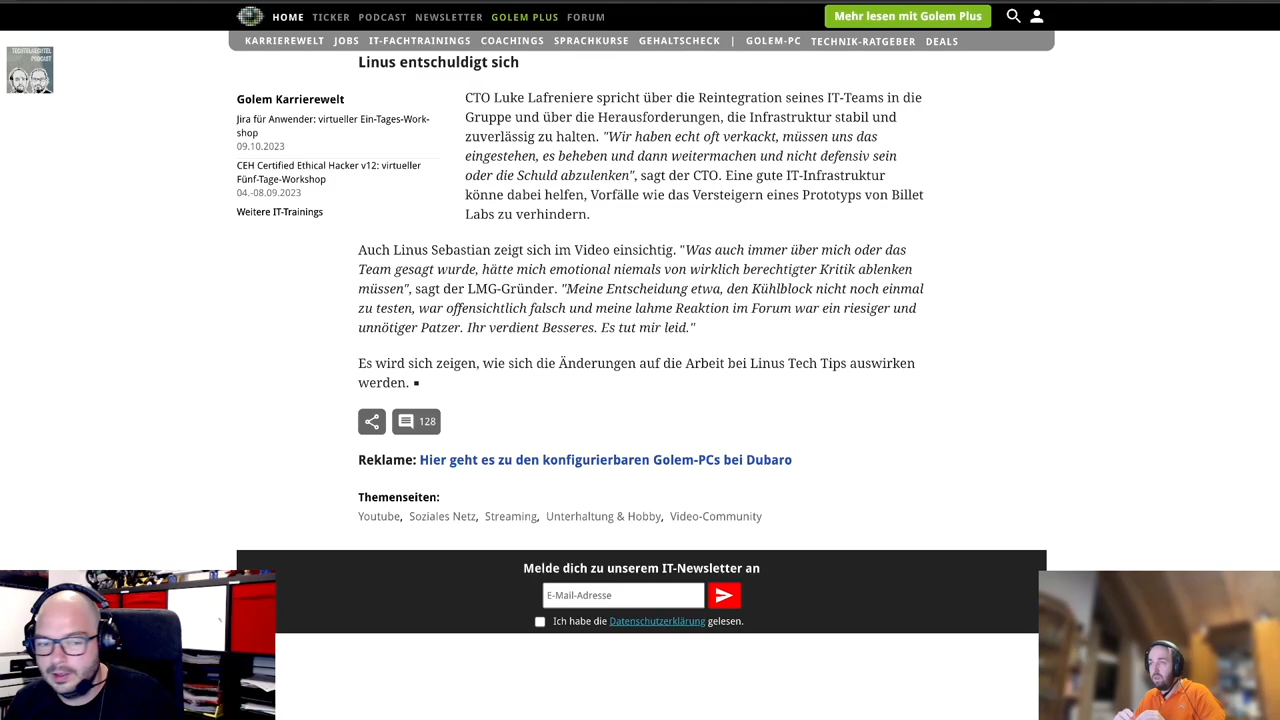 HOME TICKER PODCAST NEWSLETTER GOLEM PLUS FORUM
Mehr lesen mit Golem Plus
KARRIEREWELT JOBS IT-FACHTRAININGS COACHINGS SPRACHKURSE GEHALTSCHECK | GOLEM-PC TECHNIK-RATGEBER DEALS
TECHTELMECHTEL
PODCAST
Linus entschuldigt sich
Golem Karrierewelt
Jira für Anwender: virtueller Ein-Tages-Work-
shop
09.10.2023
CEH Certified Ethical Hacker v12: virtueller
Fünf-Tage-Workshop
04.-08.09.2023
Weitere IT-Trainings
CTO Luke Lafreniere spricht über die Reintegration seines IT-Teams in die
Gruppe und über die Herausforderungen, die Infrastruktur stabil und
zuverlässig zu halten. "Wir haben echt oft verkackt, müssen uns das
eingestehen, es beheben und dann weitermachen und nicht defensiv sein
oder die Schuld abzulenken", sagt der CTO. Eine gute IT-Infrastruktur
könne dabei helfen, Vorfälle wie das Versteigern eines Prototyps von Billet
Labs zu verhindern.
Auch Linus Sebastian zeigt sich im Video einsichtig. "Was auch immer über mich oder das
Team gesagt wurde, hätte mich emotional niemals von wirklich berechtigter Kritik ablenken
müssen", sagt der LMG-Gründer. "Meine Entscheidung etwa, den Kühlblock nicht noch einmal
zu testen, war offensichtlich falsch und meine lahme Reaktion im Forum war ein riesiger und
unnötiger Patzer. Ihr verdient Besseres. Es tut mir leid."
Es wird sich zeigen, wie sich die Änderungen auf die Arbeit bei Linus Tech Tips auswirken
werden. ▪
128
Reklame: Hier geht es zu den konfigurierbaren Golem-PCs bei Dubaro
Themenseiten:
Youtube, Soziales Netz, Streaming, Unterhaltung & Hobby, Video-Community
Melde dich zu unserem IT-Newsletter an
E-Mail-Adresse
Ich habe die Datenschutzerklärung gelesen.